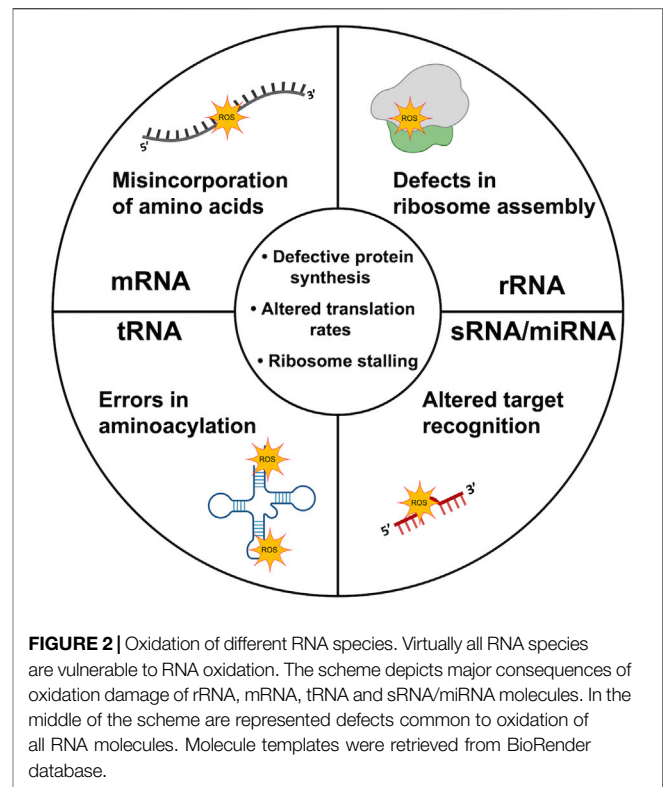 5'
ROS
3'
Misincorporation
of amino acids
mRNA
ROS
Defects in
ribosome assembly
rRNA
• Defective protein
synthesis
• Altered translation
rates
• Ribosome stalling
tRNA
Errors in
aminoacylation
ROS
ROS
sRNA/miRNA
Altered target
recognition
5'
ROS
3'
FIGURE 2 | Oxidation of different RNA species. Virtually all RNA species
are vulnerable to RNA oxidation. The scheme depicts major consequences of
oxidation damage of rRNA, mRNA, tRNA and sRNA/miRNA molecules. In the
middle of the scheme are represented defects common to oxidation of
all RNA molecules. Molecule templates were retrieved from BioRender
database.